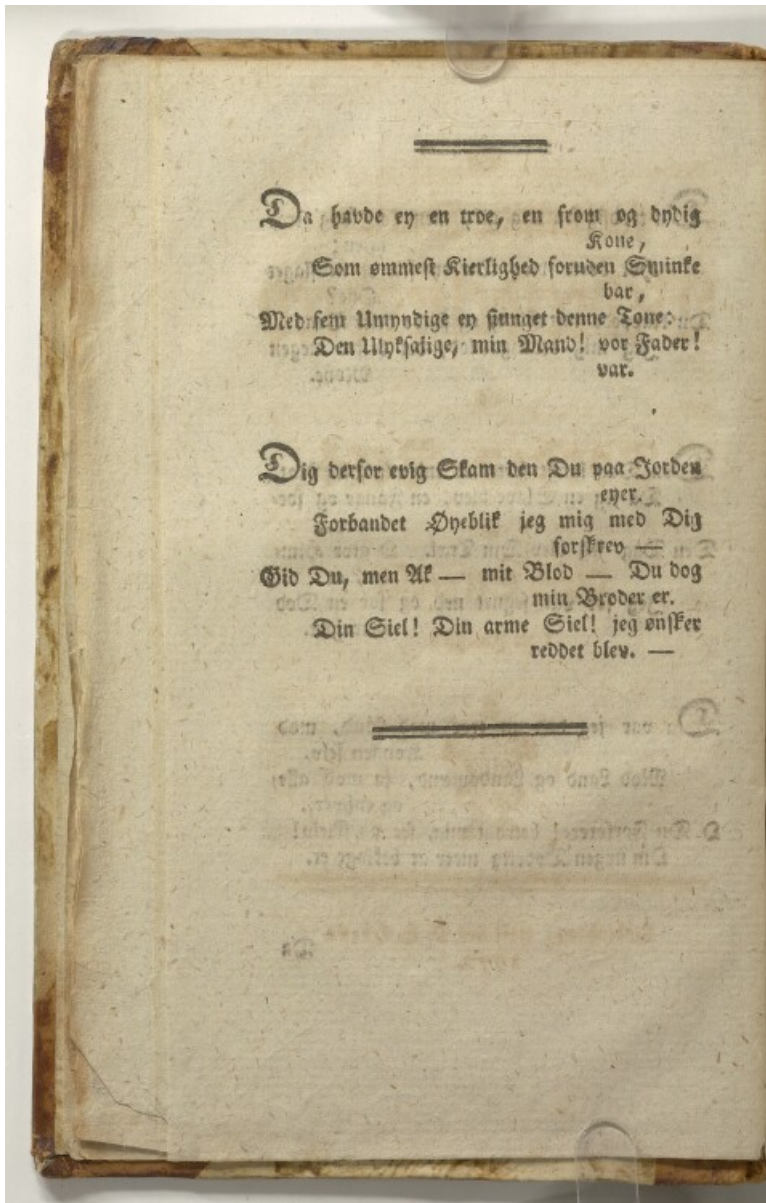 Da havde ey en troe, en from og dydig
Kone,
Som ømmest Kierlighed foruden Sminke
bar,
Med fem Umyndige ey siunget denne Tone:
Den Ulyksalige, min Mand! vor Fader!
var.
Dig derfor evig Skam den Du paa Jorden
eyer.
Forbandet Øyeblik jeg mig med Dig
forskrev —
Gid Du, men Ak — mit Blod — Du dog
min Broder er.
Din Siel! Din arme Siel! jeg ønsker
reddet blev. —